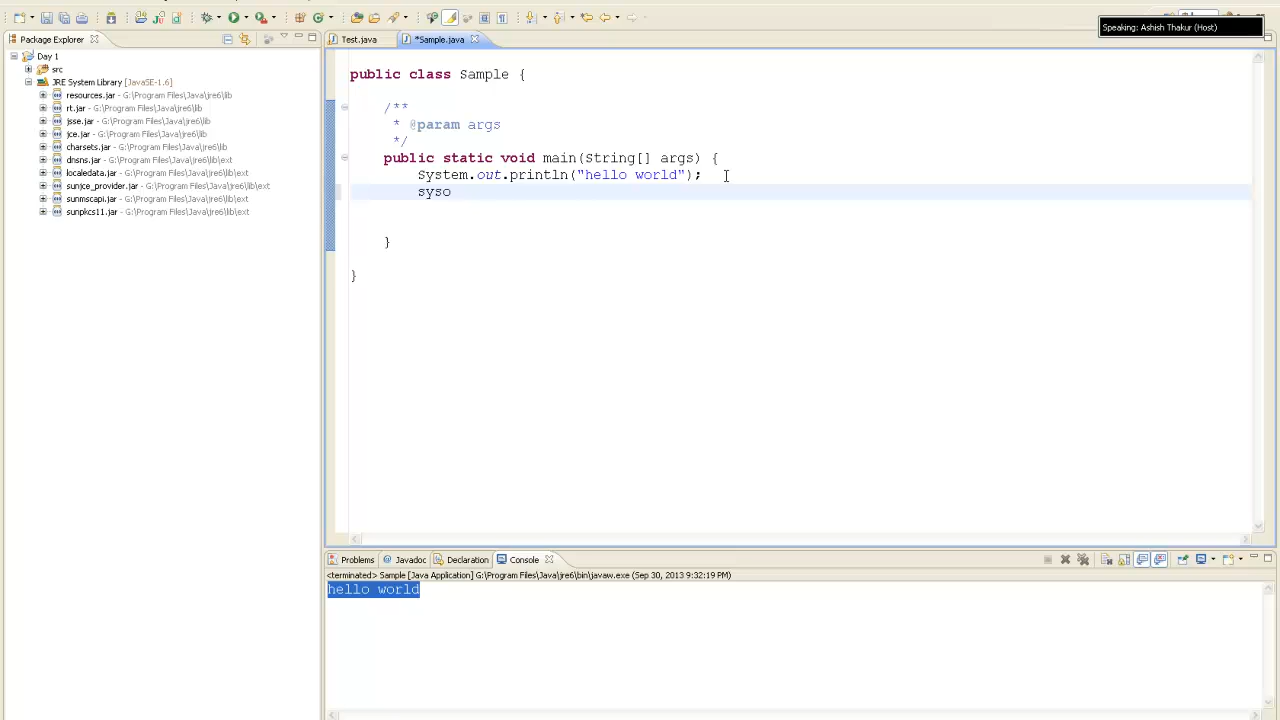 Speaking: Ashish Thakur (Host)
Package Explorer
Test.java
*Sample.java
Day 1
src
JRE System Library [JavaSE-1.6]
resources.jar - G:\Program Files\Java\jre6\lib
rt.jar - G:\Program Files\Java\jre6\lib
jsse.jar - G:\Program Files\Java\jre6\lib
jce.jar - G:\Program Files\Java\jre6\lib
charsets.jar - G:\Program Files\Java\jre6\lib
dnsns.jar - G:\Program Files\Java\jre6\lib\ext
localedata.jar - G:\Program Files\Java\jre6\lib\ext
sunjce_provider.jar - G:\Program Files\Java\jre6\lib\ext
sunmscapi.jar - G:\Program Files\Java\jre6\lib\ext
sunpkcs11.jar - G:\Program Files\Java\jre6\lib\ext
public class Sample {
/**
* @param args
*/
public static void main(String[] args) {
System.out.println("hello world");
syso
}
}
Problems
@ Javadoc
Declaration
Console
<terminated> Sample [Java Application] G:\Program Files\Java\jre6\bin\javaw.exe (Sep 30, 2013 9:32:19 PM)
hello world